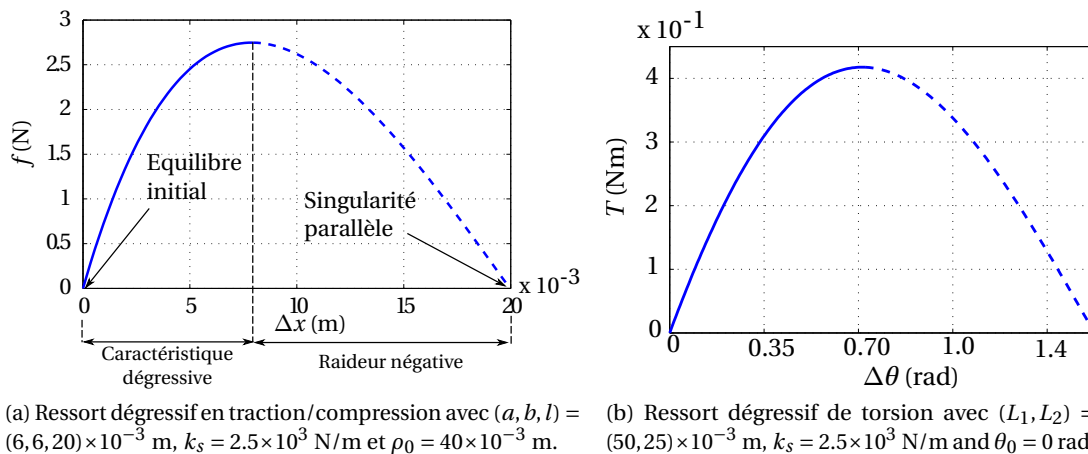 3
2.5
2
1.5
1
0.5
0
f (N)
Equilibre
initial
Singularité
parallèle
0
5
10
15
20
x 10⁻³
Δx (m)
Caractéristique
dégressive
Raideur négative
(a) Ressort dégressif en traction/compression avec (a, b, l) =
(6,6,20)×10⁻³ m, kₛ = 2.5×10³ N/m et ρ₀ = 40×10⁻³ m.
x 10⁻¹
4
3
2
1
0
T (Nm)
0
0.35
0.70
1.0
1.4
Δθ (rad)
(b) Ressort dégressif de torsion avec (L₁, L₂) =
(50,25)×10⁻³ m, kₛ = 2.5×10³ N/m and θ₀ = 0 rad